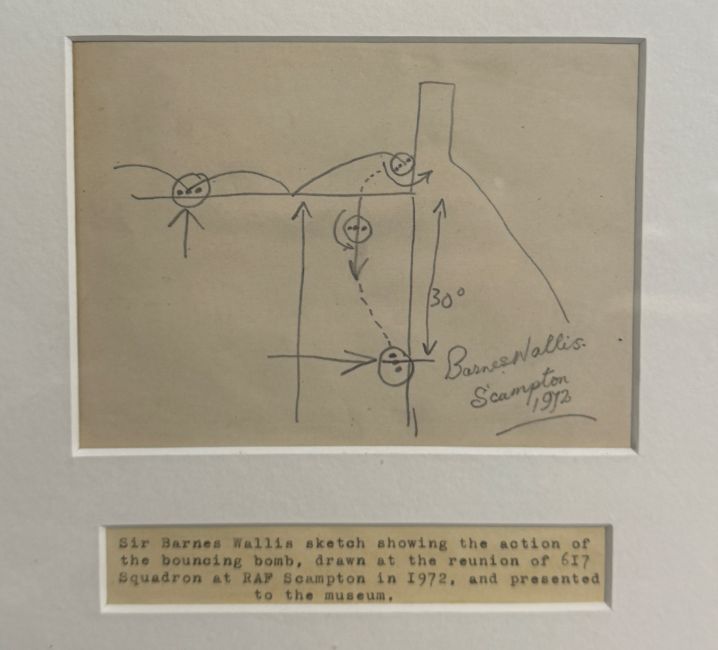 30°
Barnes Wallis.
Scampton
1972
Sir Barnes Wallis sketch showing the action of
the bouncing bomb, drawn at the reunion of 617
Squadron at RAF Scampton in I972, and presented
to the museum.